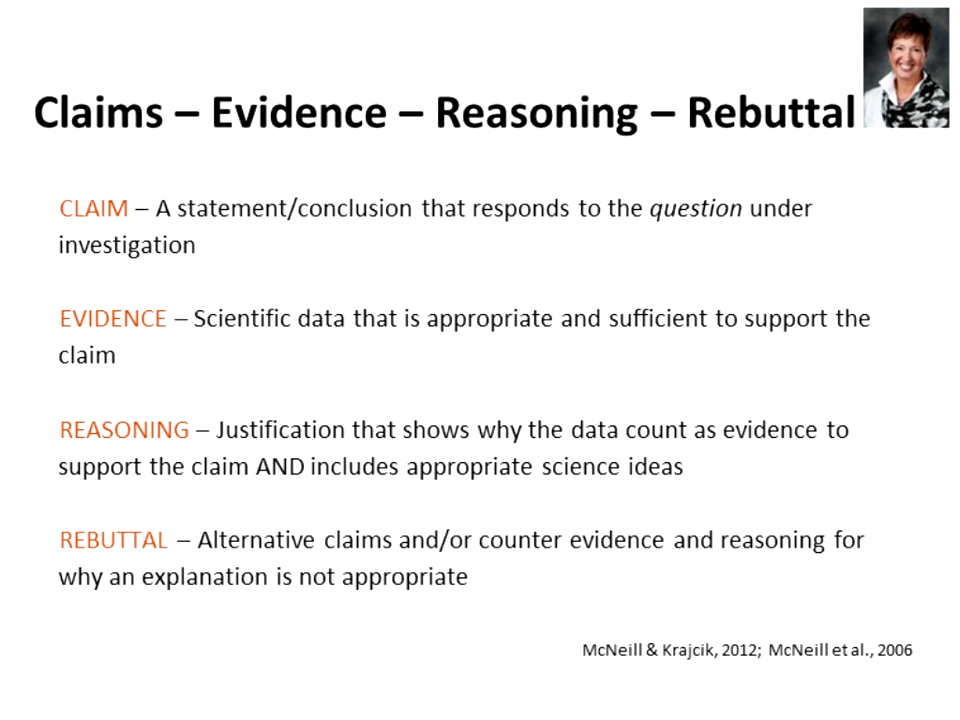 Claims – Evidence – Reasoning – Rebuttal
CLAIM – A statement/conclusion that responds to the question under
investigation
EVIDENCE – Scientific data that is appropriate and sufficient to support the
claim
REASONING – Justification that shows why the data count as evidence to
support the claim AND includes appropriate science ideas
REBUTTAL – Alternative claims and/or counter evidence and reasoning for
why an explanation is not appropriate
McNeill & Krajcik, 2012; McNeill et al., 2006